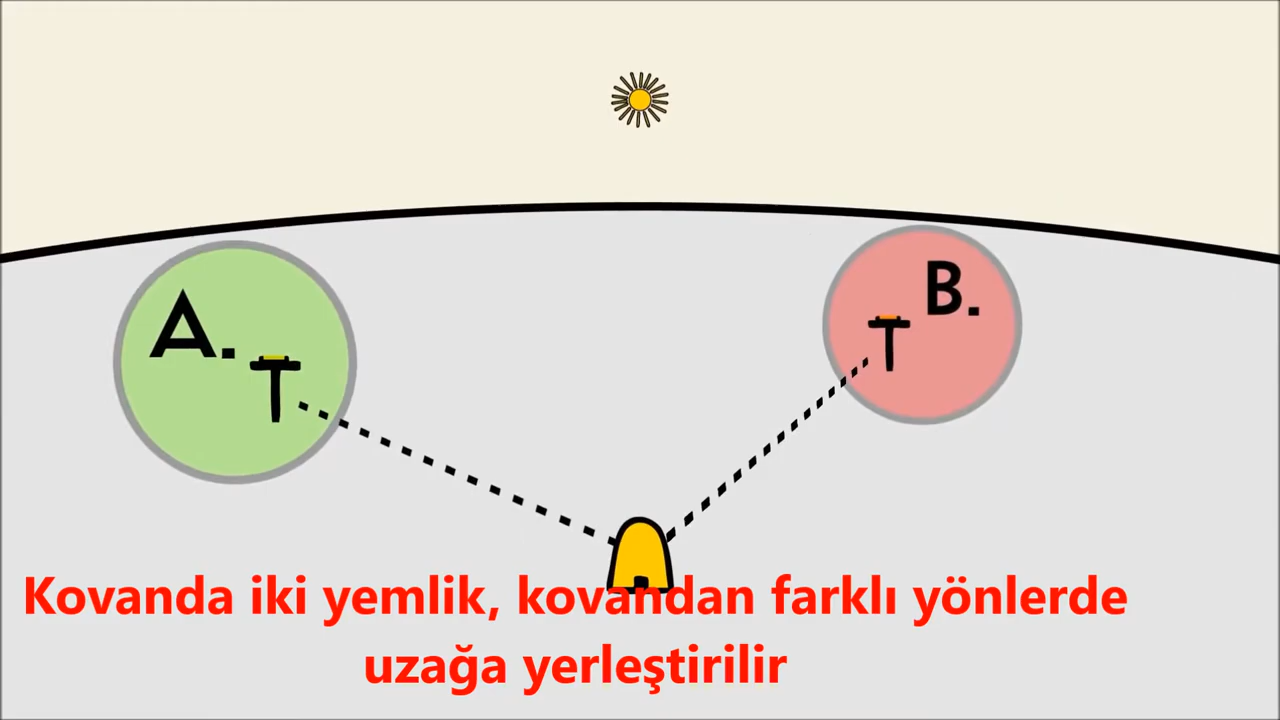 A.
B.
Kovanda iki yemlik, kovandan farklı yönlerde
uzağa yerleştirilir